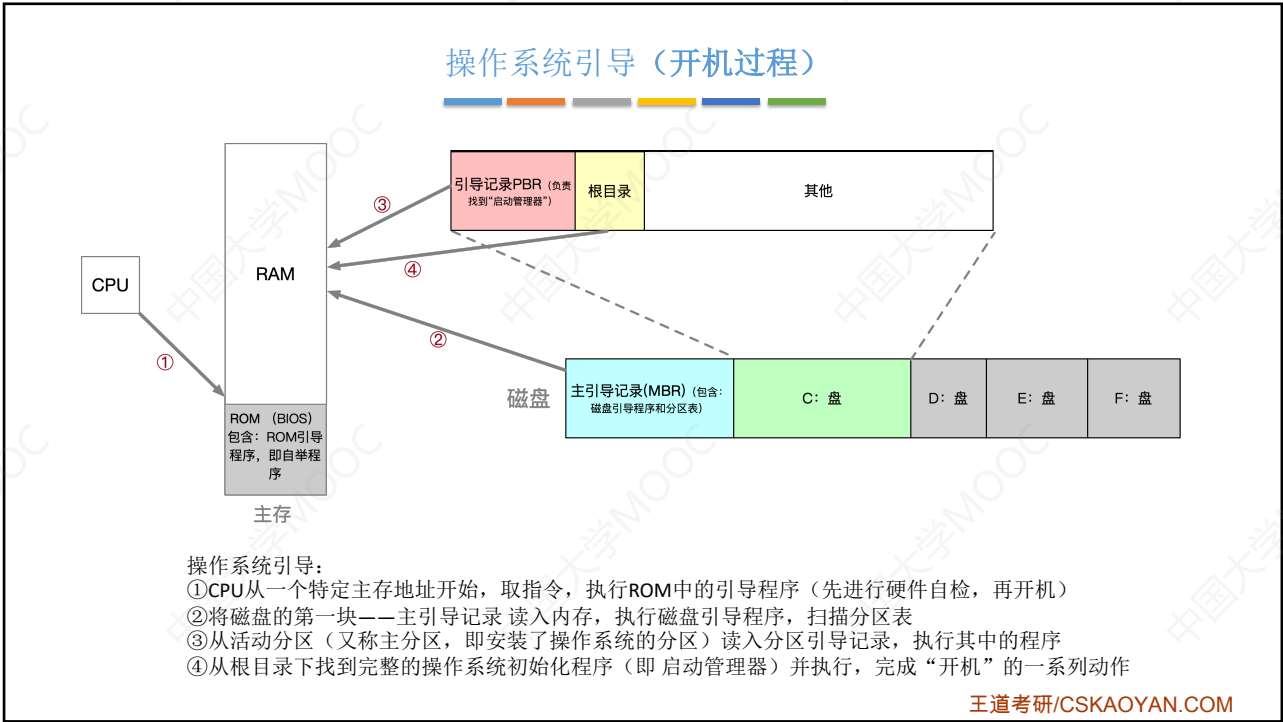 操作系统引导（开机过程）
引导记录PBR（负责
找到“启动管理器”）
根目录
其他
③
④
②
①
CPU
RAM
ROM （BIOS）
包含：ROM引导
程序，即自举程
序
主存
磁盘
主引导记录(MBR)（包含：
磁盘引导程序和分区表）
C：盘
D：盘
E：盘
F：盘
操作系统引导：
①CPU从一个特定主存地址开始，取指令，执行ROM中的引导程序（先进行硬件自检，再开机）
②将磁盘的第一块——主引导记录 读入内存，执行磁盘引导程序，扫描分区表
③从活动分区（又称主分区，即安装了操作系统的分区）读入分区引导记录，执行其中的程序
④从根目录下找到完整的操作系统初始化程序（即 启动管理器）并执行，完成“开机”的一系列动作
王道考研/CSKAOYAN.COM
中国大学MOOC